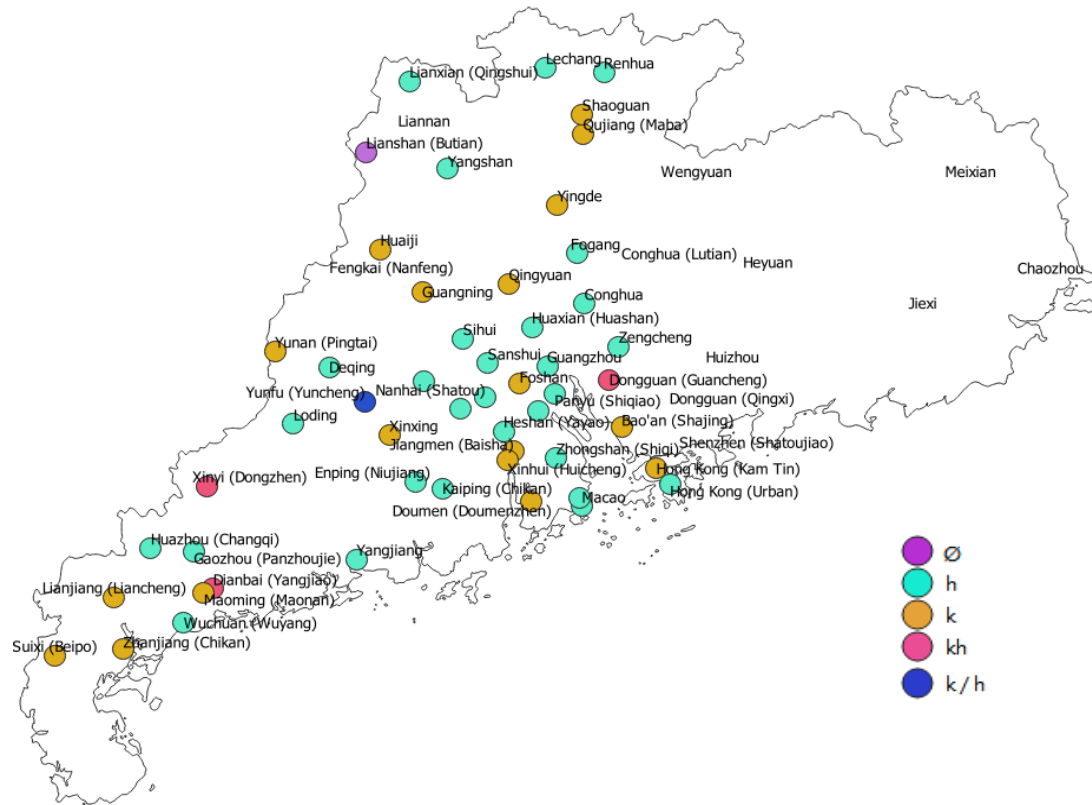 Lechang
Renhua
Lianxian (Qingshui)
Shaoguan
Liannan
Qujiang (Maba)
Lianshan (Butian)
Yangshan
Wengyuan
Meixian
Yingde
Huaiji
Fogang
Conghua (Lutian)
Heyuan
Fengkai (Nanfeng)
Chaozhou
Qingyuan
Guangning
Conghua
Jiexi
Huaxian (Huashan)
Sihui
Zengcheng
Yunan (Pingtai)
Sanshui
Guangzhou
Huizhou
Deqing
Foshan
Dongguan (Guancheng)
Yunfu (Yuncheng)
Nanhai (Shatou)
Panyu (Shiqiao)
Dongguan (Qingxi)
Loding
Heshan (Yayao)
Bao'an (Shajing)
Xinxing
Jiangmen (Baisha)
Zhongshan (Shiqi)
Shenzhen (Shatoujiao)
Xinyi (Dongzhen)
Enping (Niujiang)
Xinhui (Huicheng)
Hong Kong (Kam Tin)
Kaiping (Chikan)
Hong Kong (Urban)
Doumen (Doumenzhen)
Macao
Huazhou (Changqi)
Gaozhou (Panzhoujie)
Yangjiang
Dianbai (Yangjiao)
Lianjiang (Liancheng)
Maoming (Maonan)
Wuchuan (Wuyang)
Suixi (Beipo)
Zhanjiang (Chikan)
Ø
h
k
kh
k / h